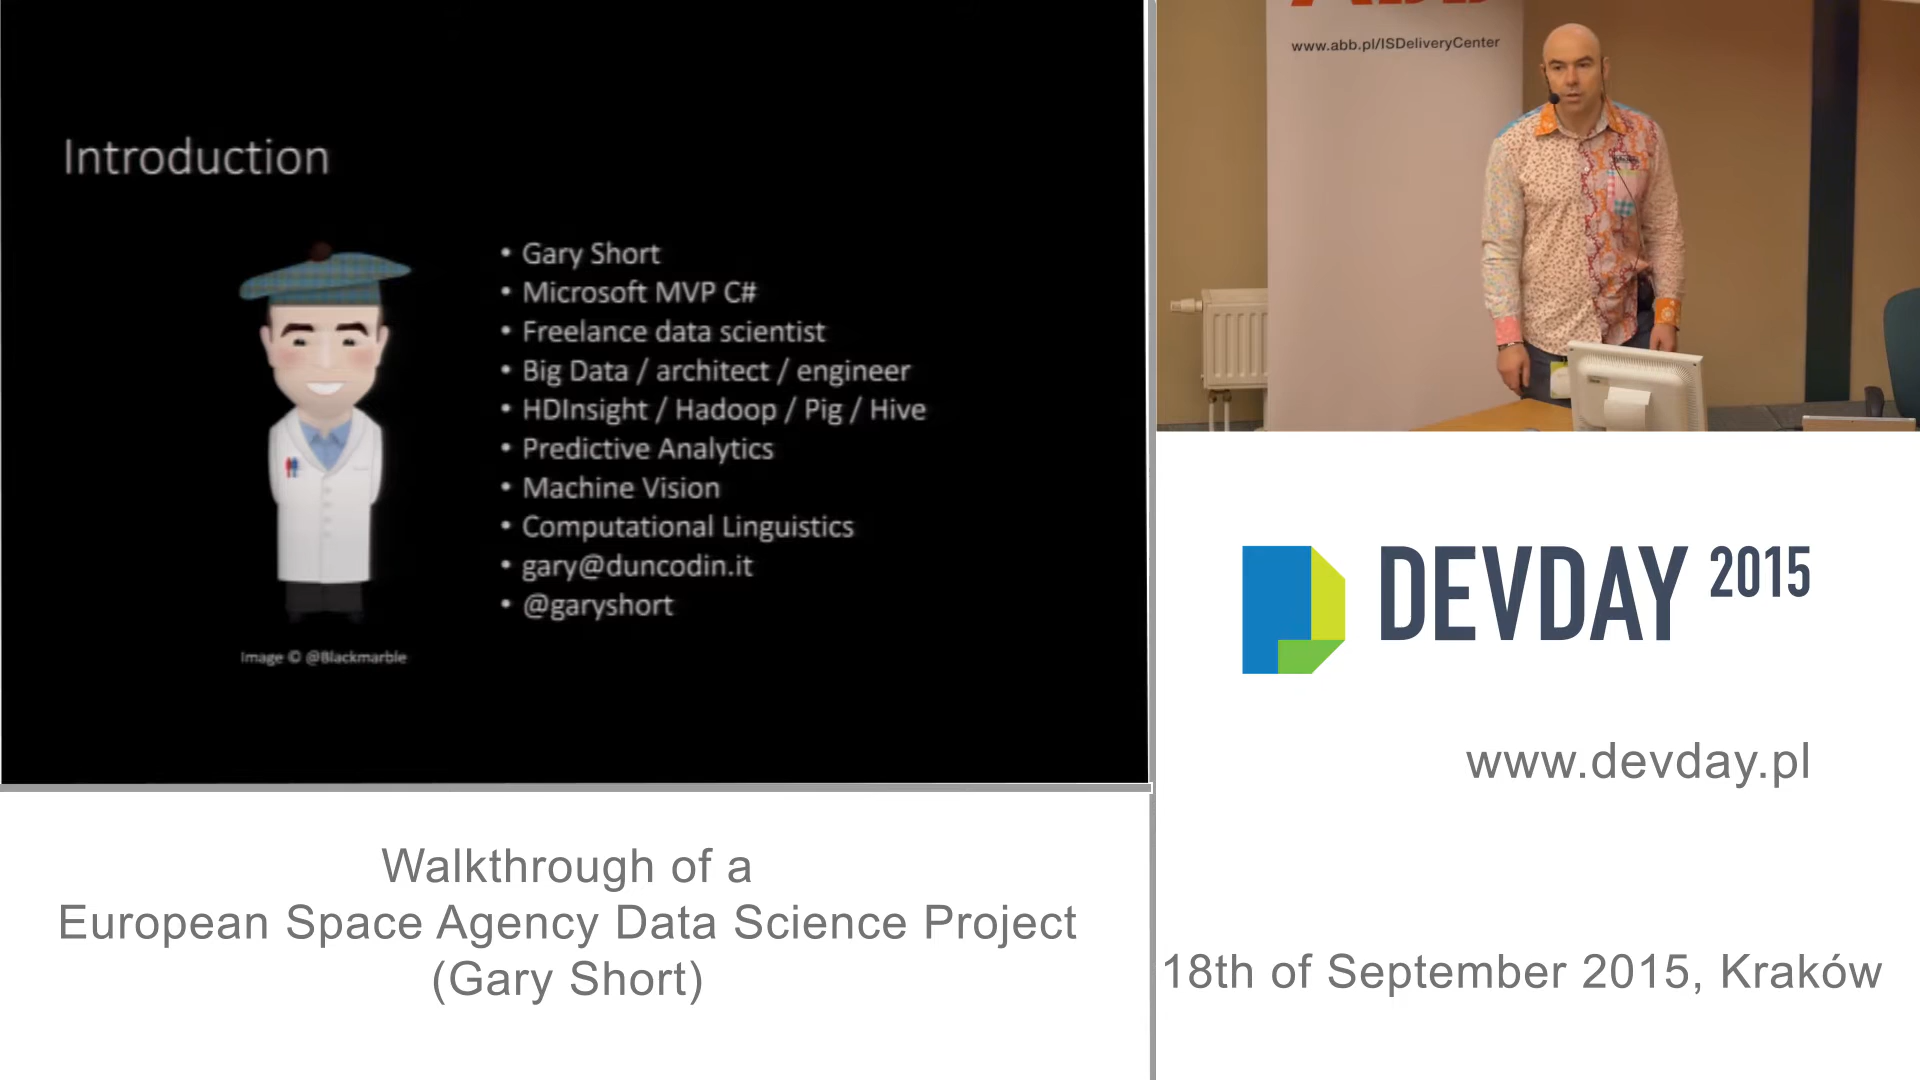 Introduction
• Gary Short
• Microsoft MVP C#
• Freelance data scientist
• Big Data / architect / engineer
• HDInsight / Hadoop / Pig / Hive
• Predictive Analytics
• Machine Vision
• Computational Linguistics
• gary@duncodin.it
• @garyshort
Image © @Blackmarble
www.abb.pl/ISDeliveryCenter
DEVDAY 2015
www.devday.pl
Walkthrough of a
European Space Agency Data Science Project
(Gary Short)
18th of September 2015, Kraków